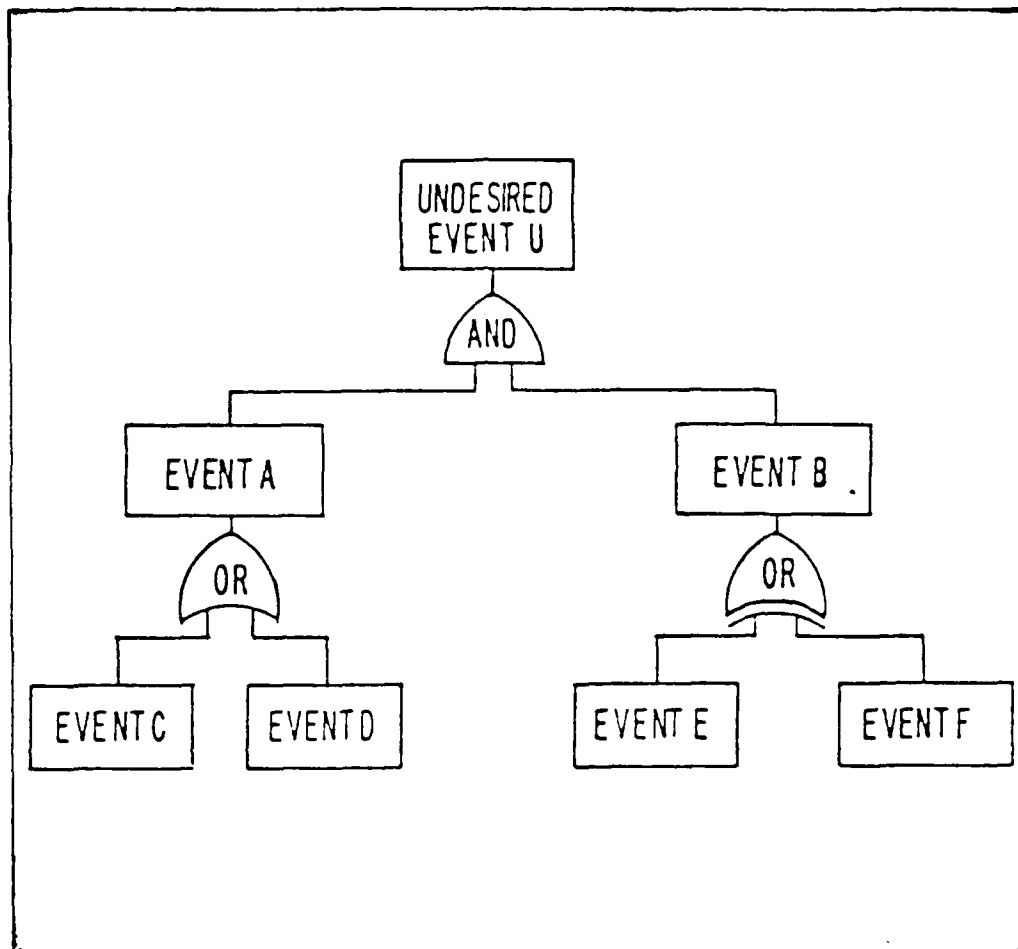 UNDESIRED
EVENT U
AND
EVENT A
EVENT B
OR
OR
EVENT C
EVENT D
EVENT E
EVENT F